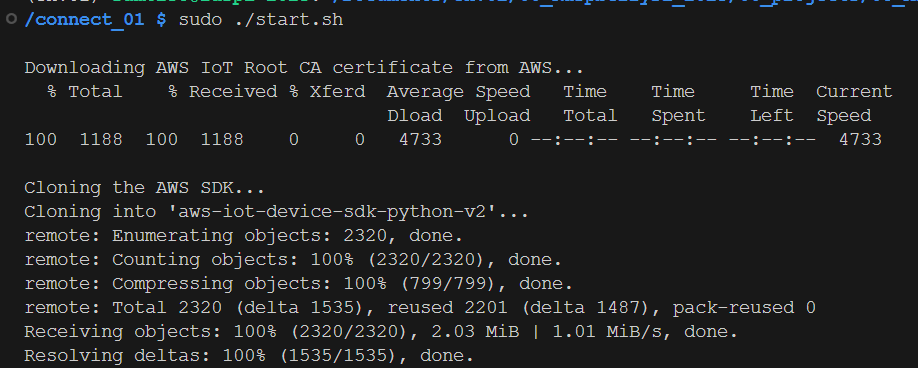 /connect_01 $ sudo ./start.sh
Downloading AWS IoT Root CA certificate from AWS...
% Total % Received % Xferd Average Speed Time Time Time Current
Dload Upload Total Spent Left Speed
100 1188 100 1188 0 0 4733 0 --:--:-- --:--:-- --:--:-- 4733
Cloning the AWS SDK...
Cloning into 'aws-iot-device-sdk-python-v2'...
remote: Enumerating objects: 2320, done.
remote: Counting objects: 100% (2320/2320), done.
remote: Compressing objects: 100% (799/799), done.
remote: Total 2320 (delta 1535), reused 2201 (delta 1487), pack-reused 0
Receiving objects: 100% (2320/2320), 2.03 MiB | 1.01 MiB/s, done.
Resolving deltas: 100% (1535/1535), done.